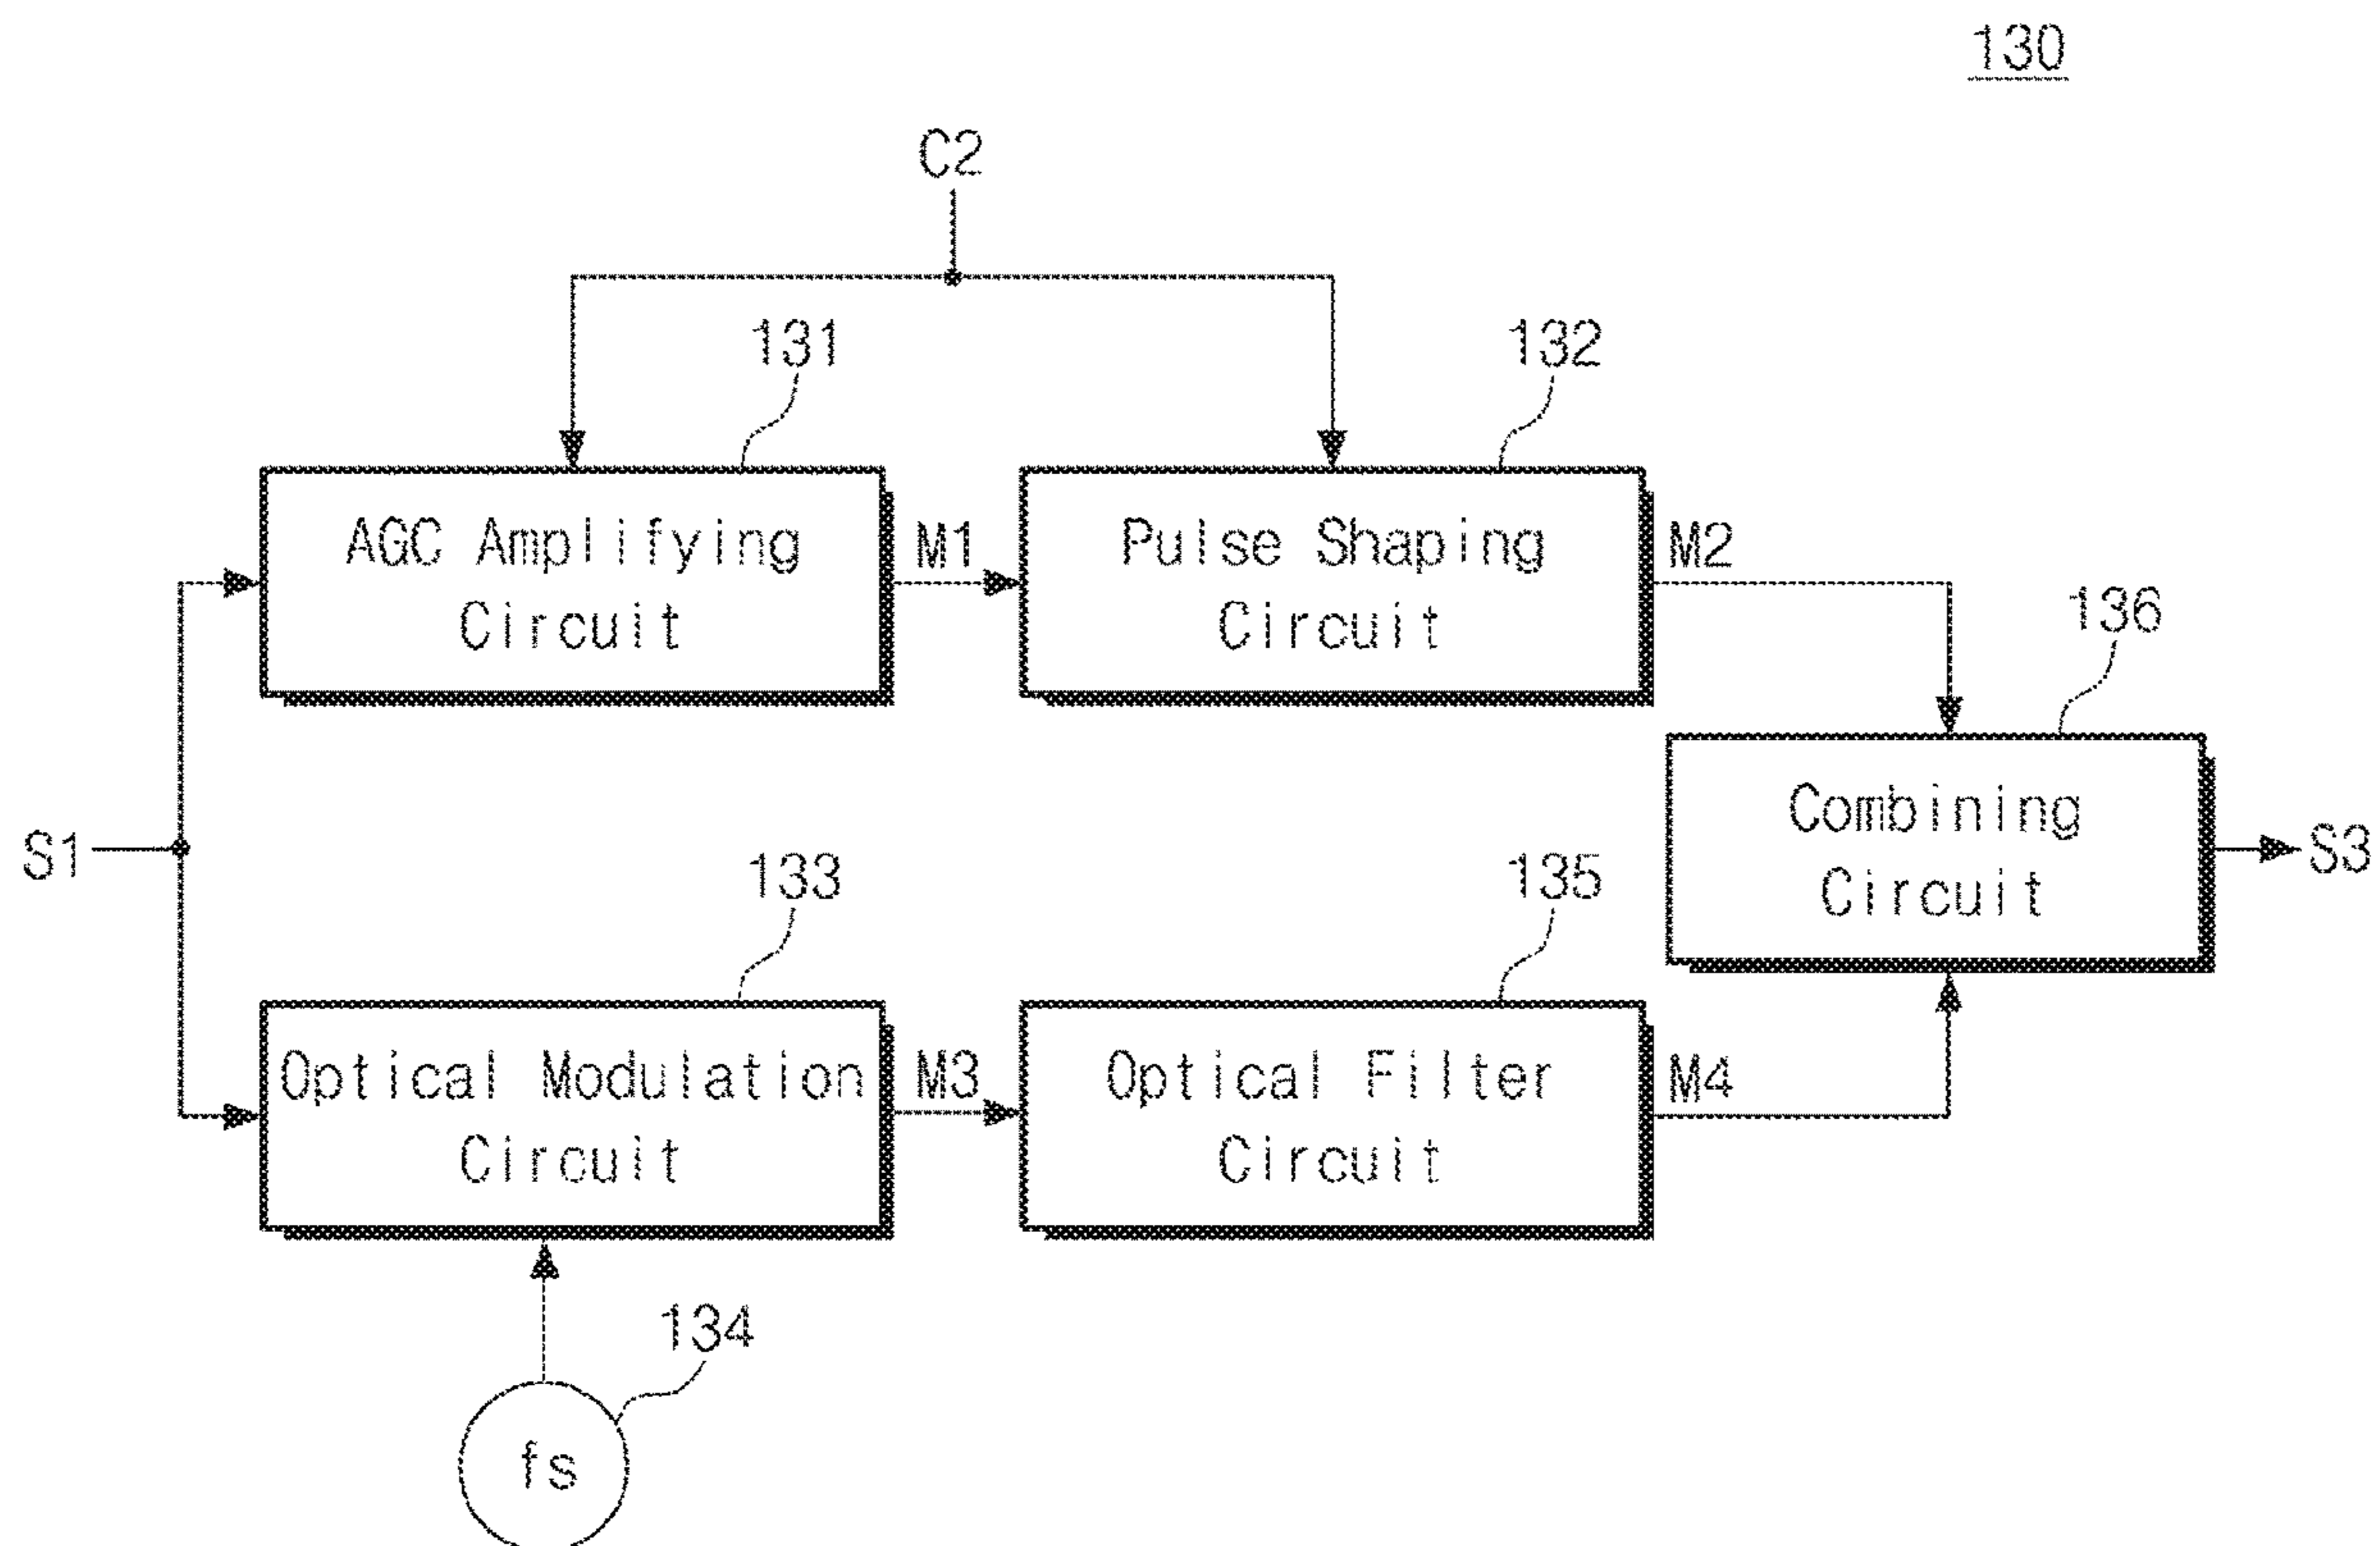 130
C2
131
132
AGC Amplifying
Circuit
M1
Pulse Shaping
Circuit
M2
136
S1
Combining
Circuit
S3
133
135
Optical Modulation
Circuit
M3
Optical Filter
Circuit
M4
134
fs